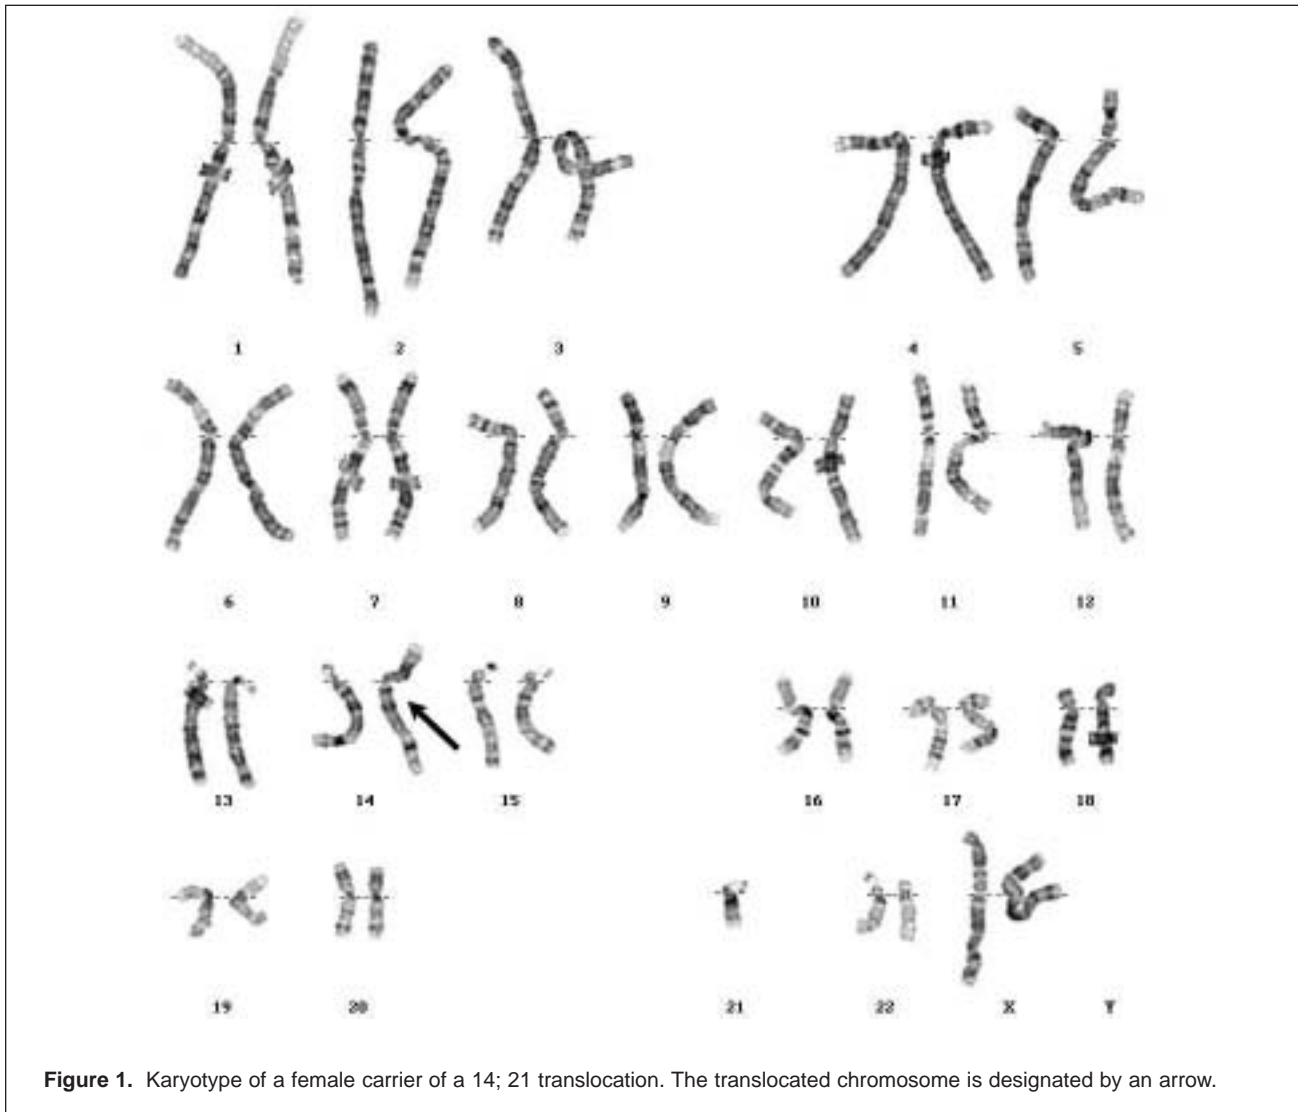 1 2 3 4 5
6 7 8 9 10 11 12
13 14 15 16 17 18
19 20 21 22 X Y
Figure 1. Karyotype of a female carrier of a 14; 21 translocation. The translocated chromosome is designated by an arrow.